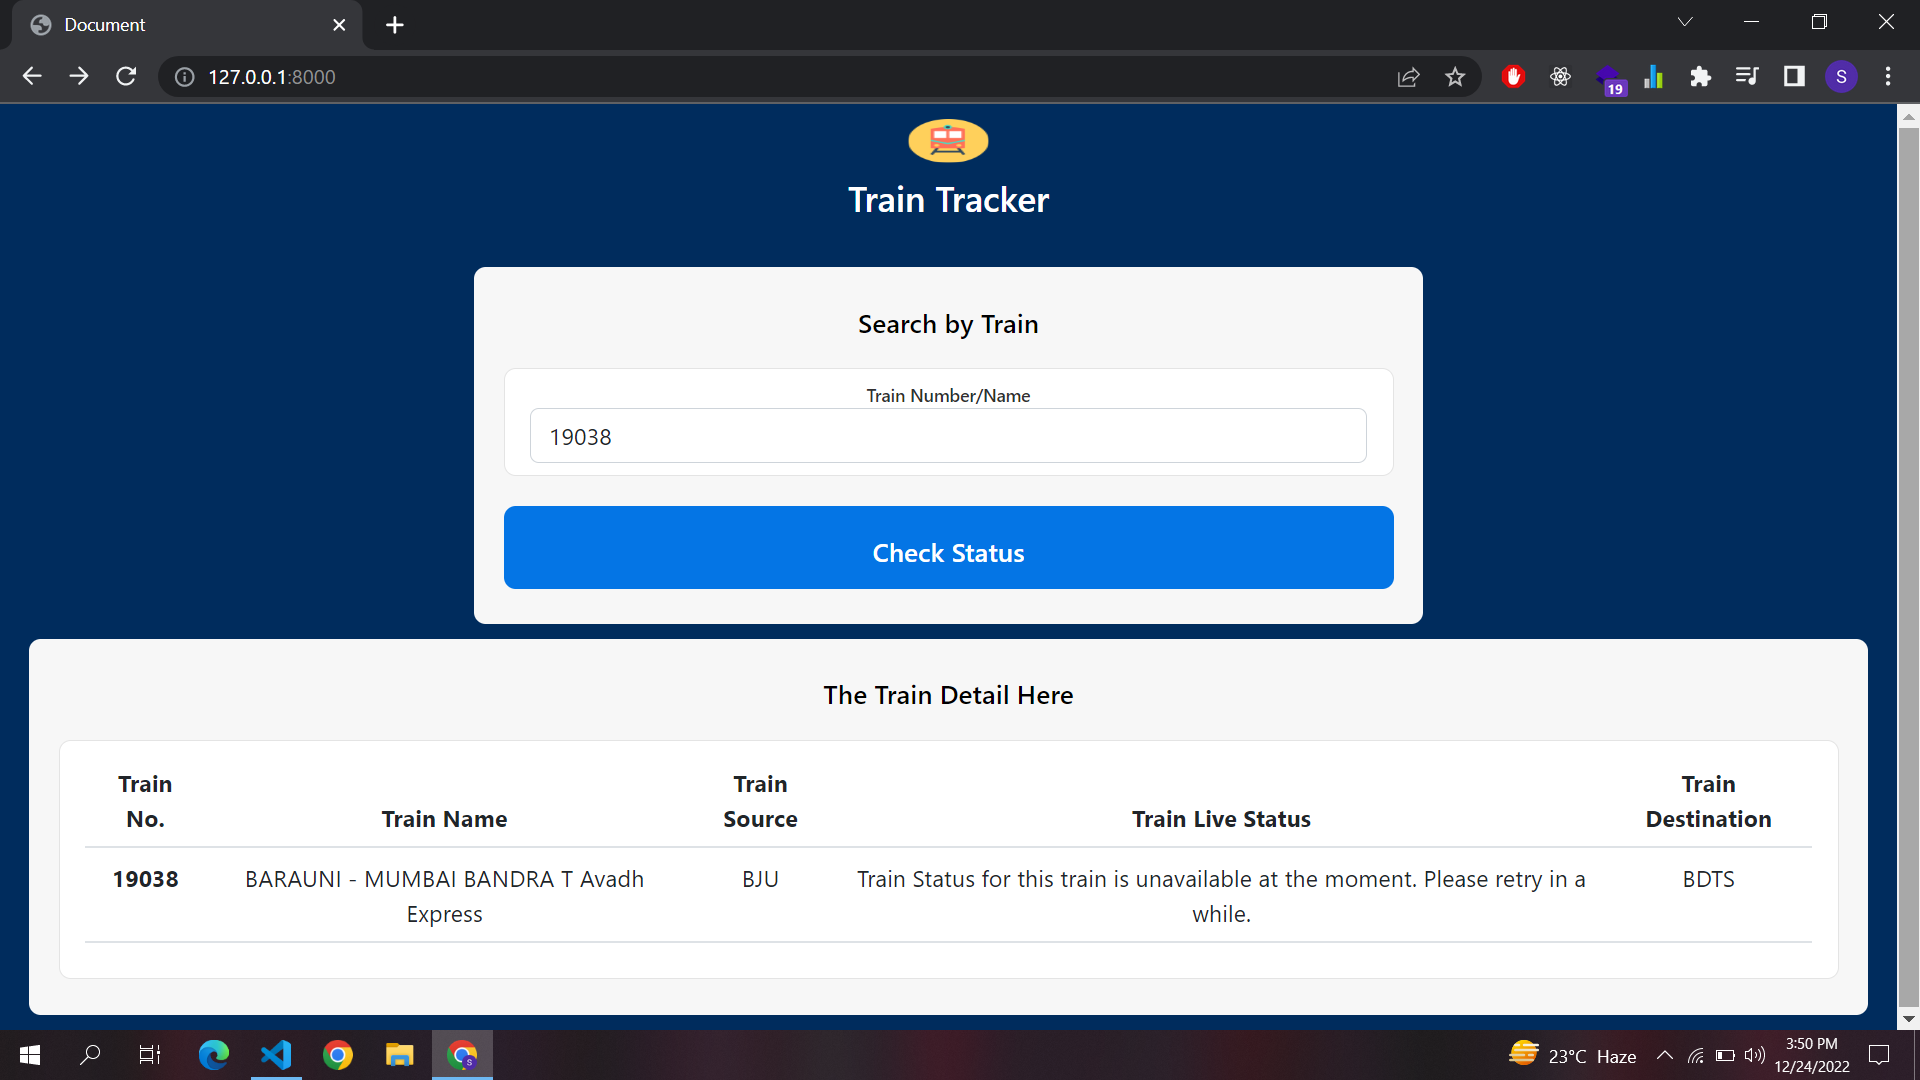 Document
127.0.0.1:8000
19
S
Train Tracker
Search by Train
Train Number/Name
19038
Check Status
The Train Detail Here
Train No.
Train Name
Train Source
Train Live Status
Train Destination
19038
BARAUNI - MUMBAI BANDRA T Avadh
Express
BJU
Train Status for this train is unavailable at the moment. Please retry in a
while.
BDTS
S
23°C Haze
3:50 PM
12/24/2022